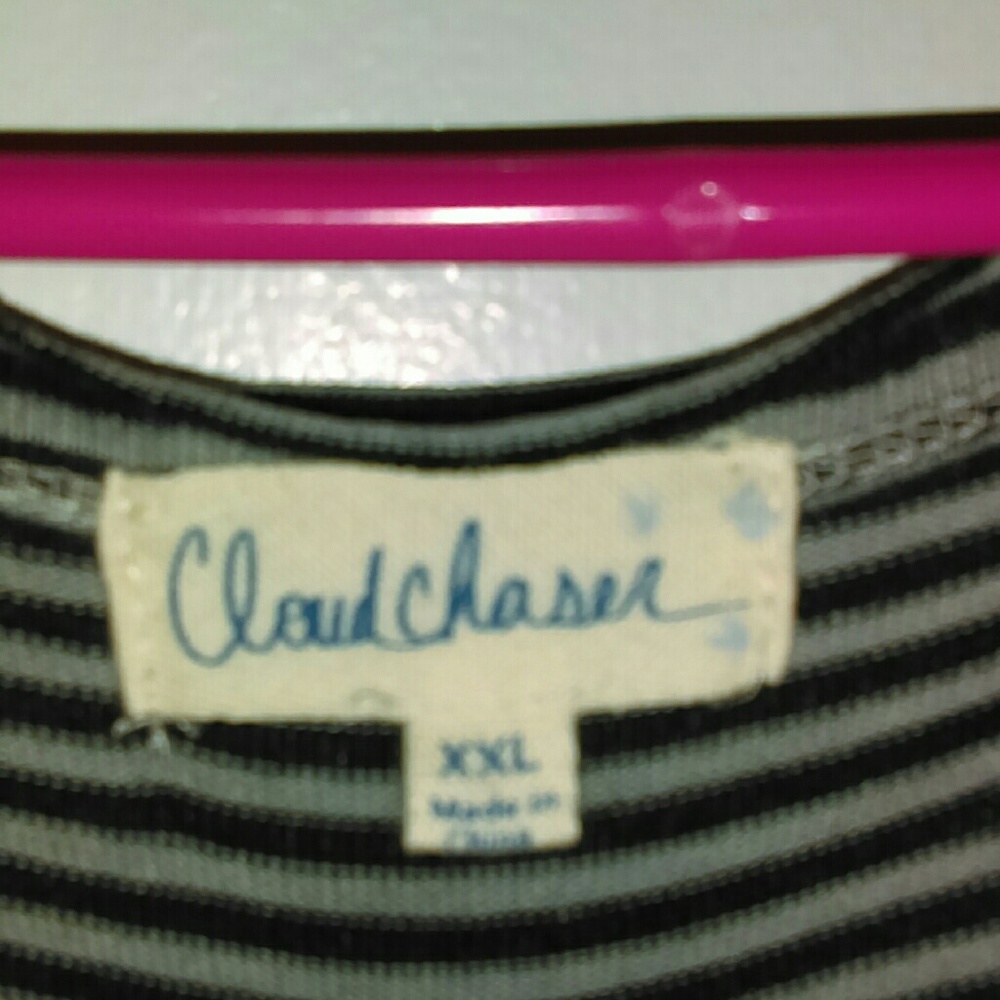 Cloud Chaser
XXL
Made in
China